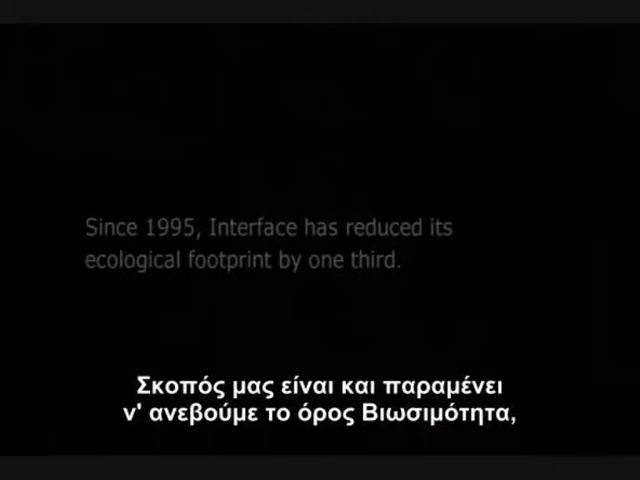 Since 1995, Interface has reduced its
ecological footprint by one third.
Σκοπός μας είναι και παραμένει
ν' ανεβούμε το όρος Βιωσιμότητα,